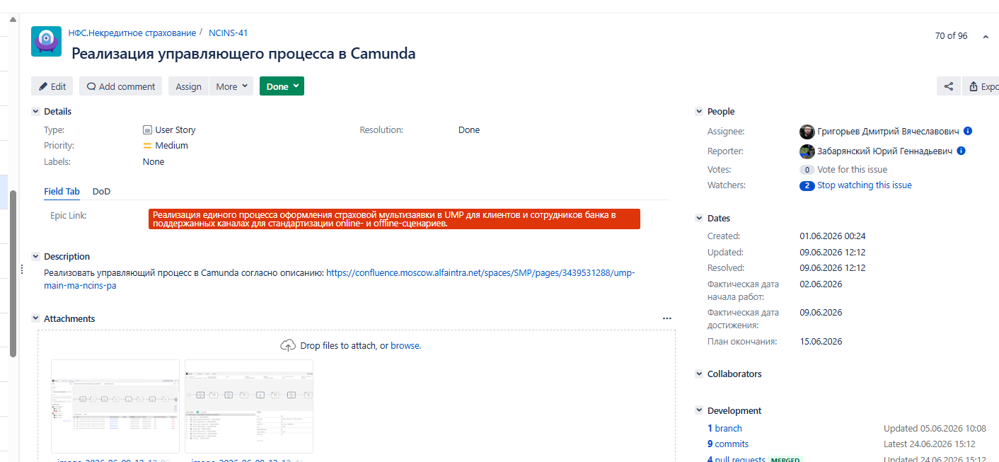 НФС.Некредитное страхование / NCINS-41
70 of 96
Реализация управляющего процесса в Camunda
Edit Add comment Assign More Done
Expo
Details
Type: User Story
Resolution: Done
Priority: Medium
Labels: None
Field Tab DoD
Epic Link: Реализация единого процесса оформления страховой мультизаявки в UMP для клиентов и сотрудников банка в
поддержанных каналах для стандартизации online- и offline-сценариев.
Description
Реализовать управляющий процесс в Camunda согласно описанию: https://confluence.moscow.alfaintra.net/spaces/SMP/pages/3439531288/ump-
main-ma-ncins-pa
Attachments
Drop files to attach, or browse.
People
Assignee: Григорьев Дмитрий Вячеславович
Reporter: Забарянский Юрий Геннадьевич
Votes: 0 Vote for this issue
Watchers: 2 Stop watching this issue
Dates
Created: 01.06.2026 00:24
Updated: 09.06.2026 12:12
Resolved: 09.06.2026 12:12
Фактическая дата 02.06.2026
начала работ:
Фактическая дата 09.06.2026
достижения:
План окончания: 15.06.2026
Collaborators
Development
1 branch Updated 05.06.2026 10:08
9 commits Latest 24.06.2026 15:12
4 pull requests MERGED Updated 24.06.2026 15:12